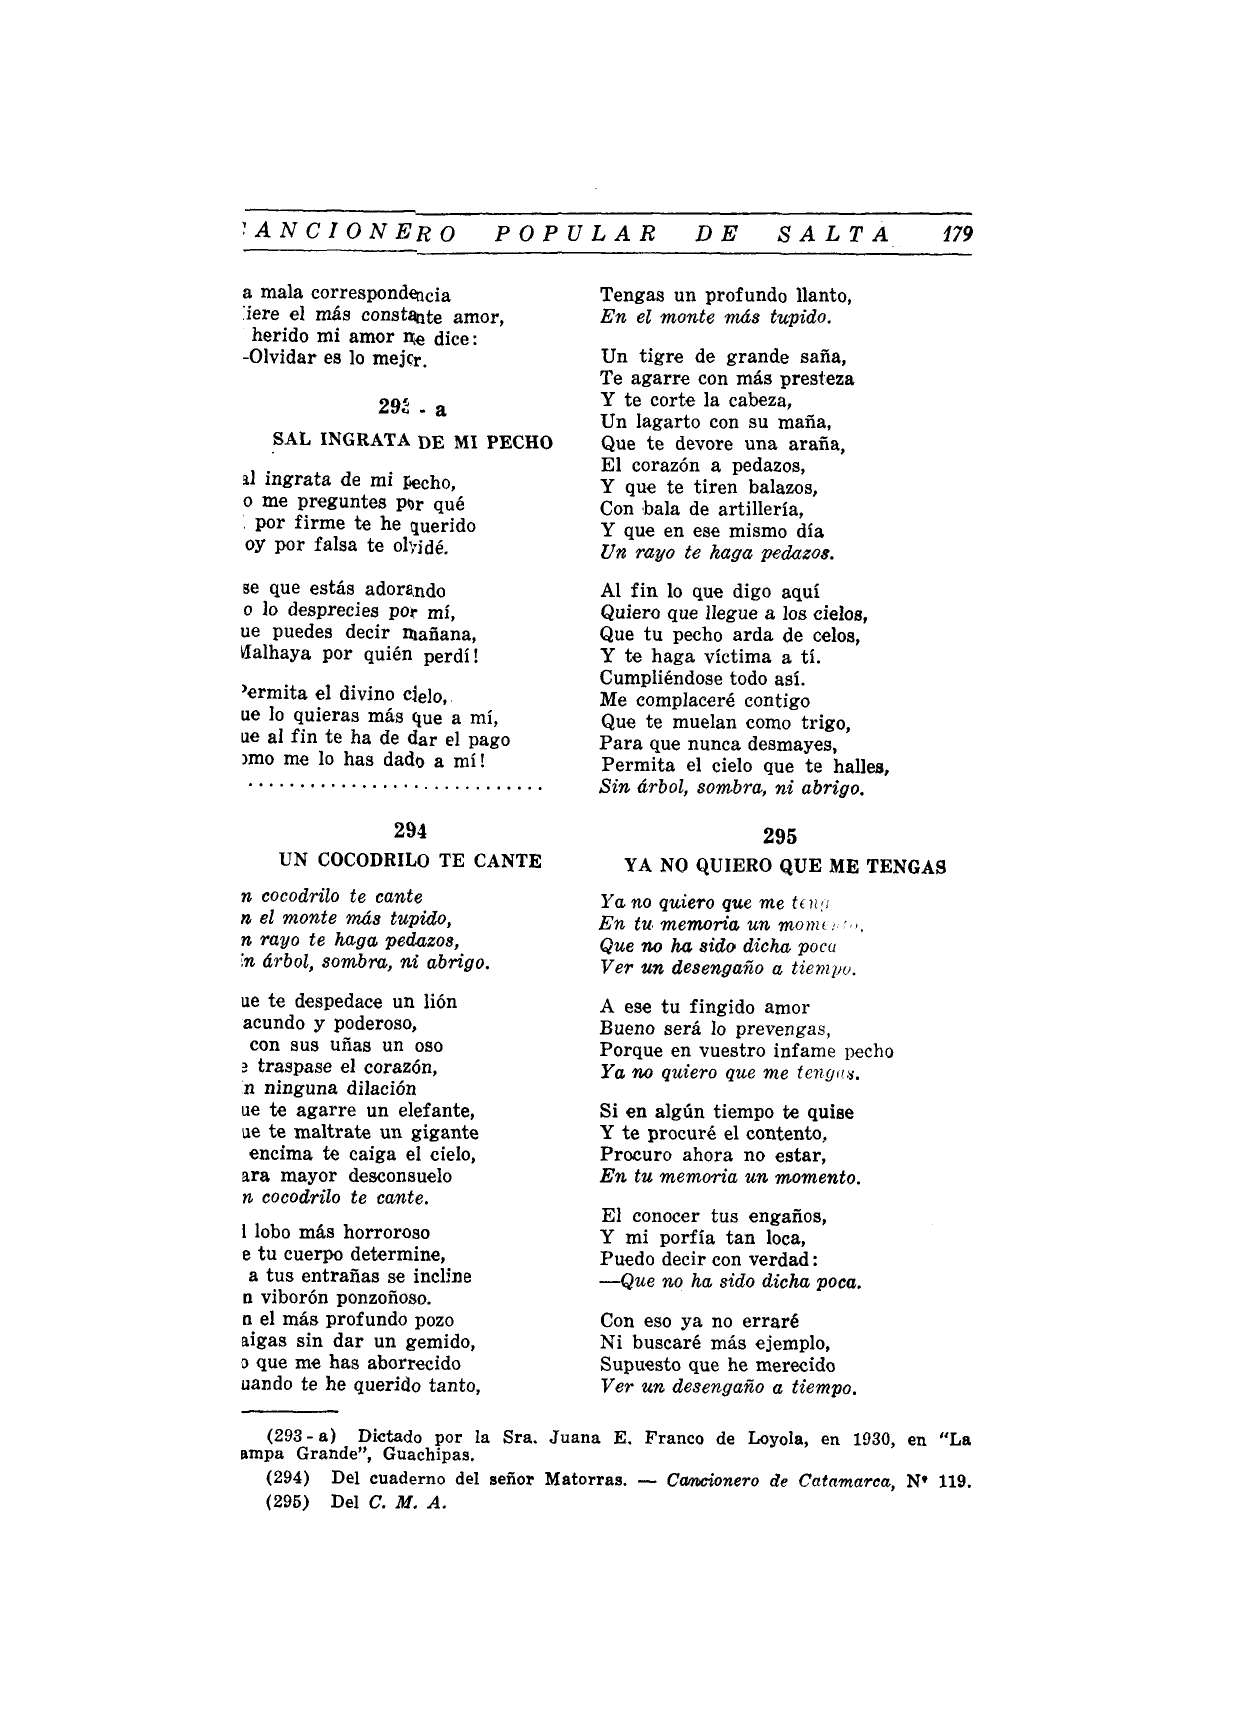 ANCIONERO POPULAR DE SALTA 179
a mala correspondencia
iere el más constante amor,
herido mi amor me dice:
-Olvidar es lo mejor.
293 - a
SAL INGRATA DE MI PECHO
al ingrata de mi pecho,
o me preguntes por qué
por firme te he querido
oy por falsa te olvidé.
se que estás adorando
o lo desprecies por mí,
ue puedes decir mañana,
Malhaya por quién perdí!
Permita el divino cielo,
ue lo quieras más que a mí,
ue al fin te ha de dar el pago
omo me lo has dado a mí!
. . . . . . . . . . . . . . . . . . . . . . . . . . . . .
294
UN COCODRILO TE CANTE
n cocodrilo te cante
n el monte más tupido,
n rayo te haga pedazos,
in árbol, sombra, ni abrigo.
ue te despedace un lión
acundo y poderoso,
con sus uñas un oso
e traspase el corazón,
n ninguna dilación
ue te agarre un elefante,
ue te maltrate un gigante
encima te caiga el cielo,
ara mayor desconsuelo
n cocodrilo te cante.
l lobo más horroroso
e tu cuerpo determine,
a tus entrañas se incline
n viborón ponzoñoso.
n el más profundo pozo
aigas sin dar un gemido,
o que me has aborrecido
uando te he querido tanto,
Tengas un profundo llanto,
En el monte más tupido.
Un tigre de grande saña,
Te agarre con más presteza
Y te corte la cabeza,
Un lagarto con su maña,
Que te devore una araña,
El corazón a pedazos,
Y que te tiren balazos,
Con bala de artillería,
Y que en ese mismo día
Un rayo te haga pedazos.
Al fin lo que digo aquí
Quiero que llegue a los cielos,
Que tu pecho arda de celos,
Y te haga víctima a tí.
Cumpliéndose todo así.
Me complaceré contigo
Que te muelan como trigo,
Para que nunca desmayes,
Permita el cielo que te halles,
Sin árbol, sombra, ni abrigo.
295
YA NO QUIERO QUE ME TENGAS
Ya no quiero que me teng
En tu memoria un momento,
Que no ha sido dicha poca
Ver un desengaño a tiempo.
A ese tu fingido amor
Bueno será lo prevengas,
Porque en vuestro infame pecho
Ya no quiero que me tengas.
Si en algún tiempo te quise
Y te procuré el contento,
Procuro ahora no estar,
En tu memoria un momento.
El conocer tus engaños,
Y mi porfía tan loca,
Puedo decir con verdad:
—Que no ha sido dicha poca.
Con eso ya no erraré
Ni buscaré más ejemplo,
Supuesto que he merecido
Ver un desengaño a tiempo.
(293 - a) Dictado por la Sra. Juana E. Franco de Loyola, en 1930, en "La
ampa Grande", Guachipas.
(294) Del cuaderno del señor Matorras. — Cancionero de Catamarca, N° 119.
(295) Del C. M. A.